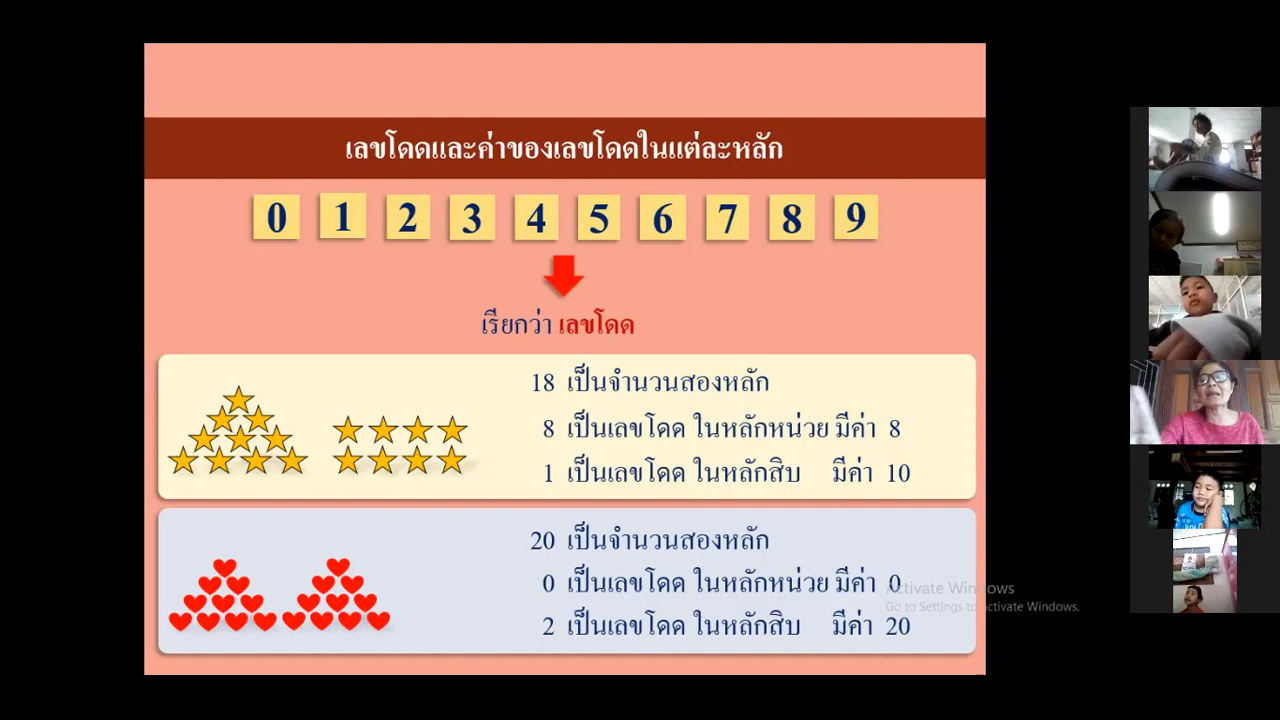 เลขโดดและค่าของเลขโดดในแต่ละหลัก
0 1 2 3 4 5 6 7 8 9
เรียกว่า เลขโดด
18 เป็นจำนวนสองหลัก
8 เป็นเลขโดด ในหลักหน่วย มีค่า 8
1 เป็นเลขโดด ในหลักสิบ มีค่า 10
20 เป็นจำนวนสองหลัก
0 เป็นเลขโดด ในหลักหน่วย มีค่า 0
2 เป็นเลขโดด ในหลักสิบ มีค่า 20
Activate Windows
Go to Settings to activate Windows.